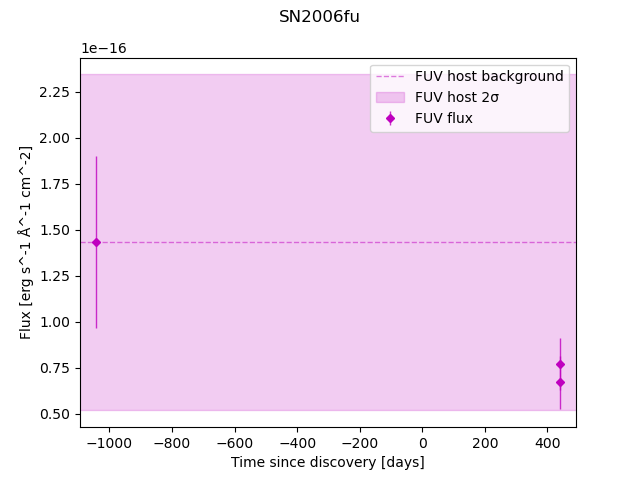 SN2006fu
1e−16
FUV host background
FUV host 2σ
FUV flux
2.25
2.00
1.75
1.50
1.25
1.00
0.75
0.50
Flux [erg s^-1 Å^-1 cm^-2]
−1000 −800 −600 −400 −200 0 200 400
Time since discovery [days]